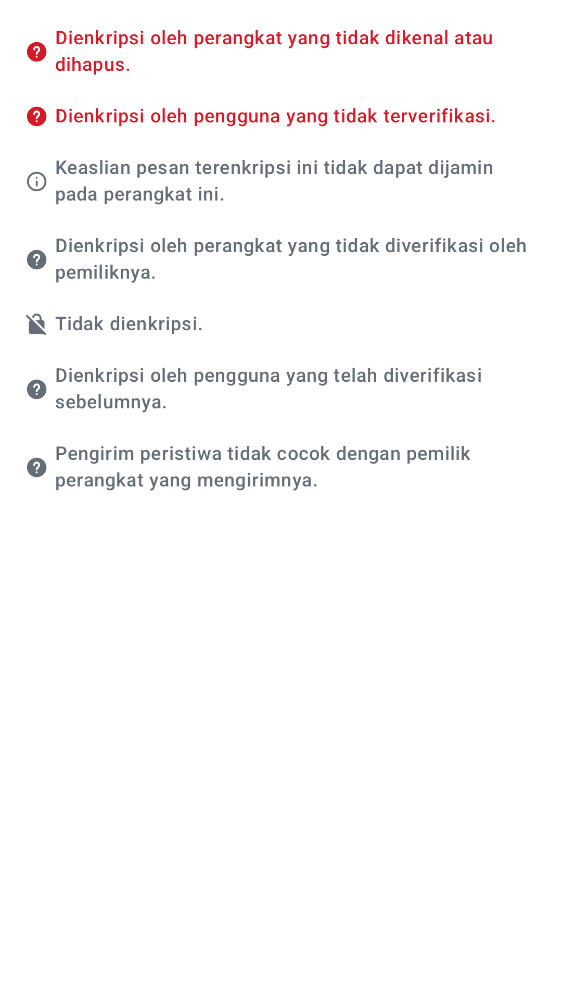 Dienkripsi oleh perangkat yang tidak dikenal atau
dihapus.
Dienkripsi oleh pengguna yang tidak terverifikasi.
Keaslian pesan terenkripsi ini tidak dapat dijamin
pada perangkat ini.
Dienkripsi oleh perangkat yang tidak diverifikasi oleh
pemiliknya.
Tidak dienkripsi.
Dienkripsi oleh pengguna yang telah diverifikasi
sebelumnya.
Pengirim peristiwa tidak cocok dengan pemilik
perangkat yang mengirimnya.